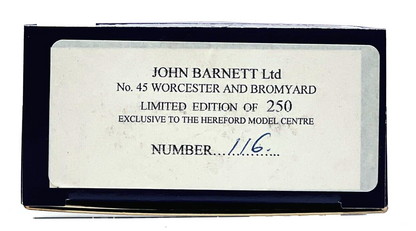 JOHN BARNETT Ltd
No. 45 WORCESTER AND BROMYARD
LIMITED EDITION OF 250
EXCLUSIVE TO THE HEREFORD MODEL CENTRE
NUMBER...116...............